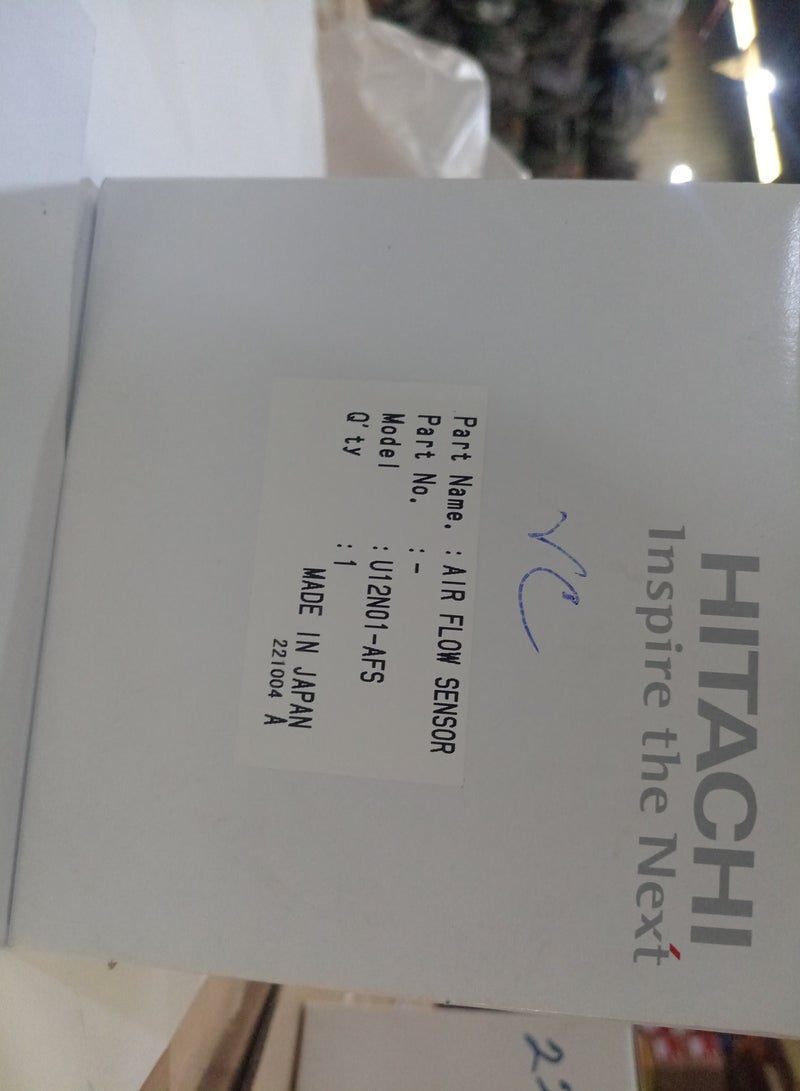 HITACHI
Inspire the Next
Part Name. : AIR FLOW SENSOR
Part No. : -
Model : U12N01-AFS
Q'ty : 1
MADE IN JAPAN
221004 A